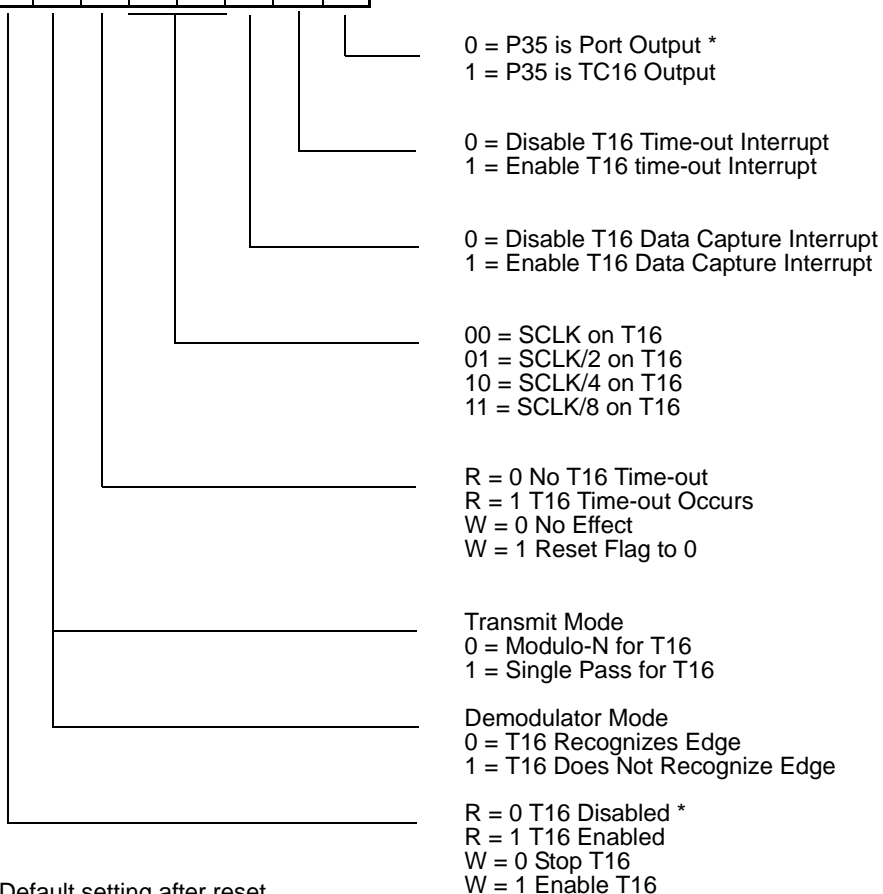 0 = P35 is Port Output *
1 = P35 is TC16 Output
0 = Disable T16 Time-out Interrupt
1 = Enable T16 time-out Interrupt
0 = Disable T16 Data Capture Interrupt
1 = Enable T16 Data Capture Interrupt
00 = SCLK on T16
01 = SCLK/2 on T16
10 = SCLK/4 on T16
11 = SCLK/8 on T16
R = 0 No T16 Time-out
R = 1 T16 Time-out Occurs
W = 0 No Effect
W = 1 Reset Flag to 0
Transmit Mode
0 = Modulo-N for T16
1 = Single Pass for T16
Demodulator Mode
0 = T16 Recognizes Edge
1 = T16 Does Not Recognize Edge
R = 0 T16 Disabled *
R = 1 T16 Enabled
W = 0 Stop T16
W = 1 Enable T16
Default setting after reset